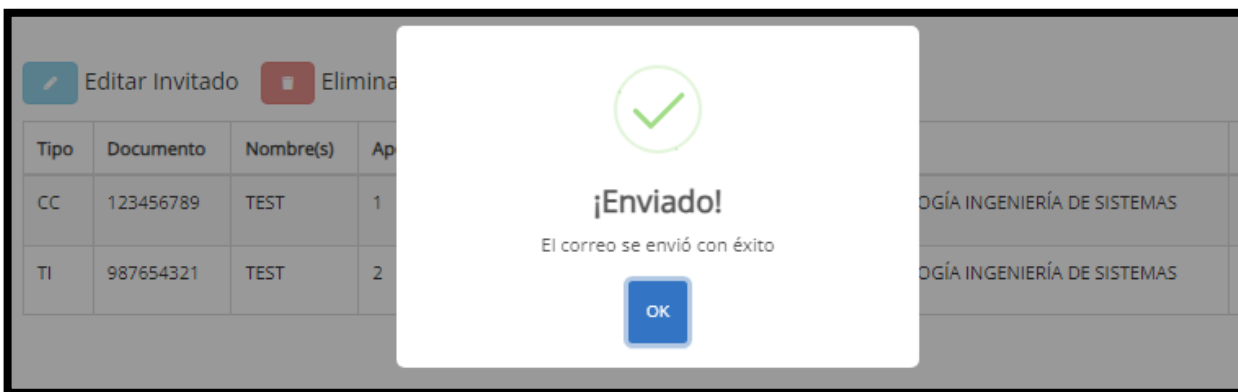 Editar Invitado Elimina
Tipo Documento Nombre(s) Ap
CC 123456789 TEST 1 OGÍA INGENIERÍA DE SISTEMAS
TI 987654321 TEST 2 OGÍA INGENIERÍA DE SISTEMAS
¡Enviado!
El correo se envió con éxito
OK